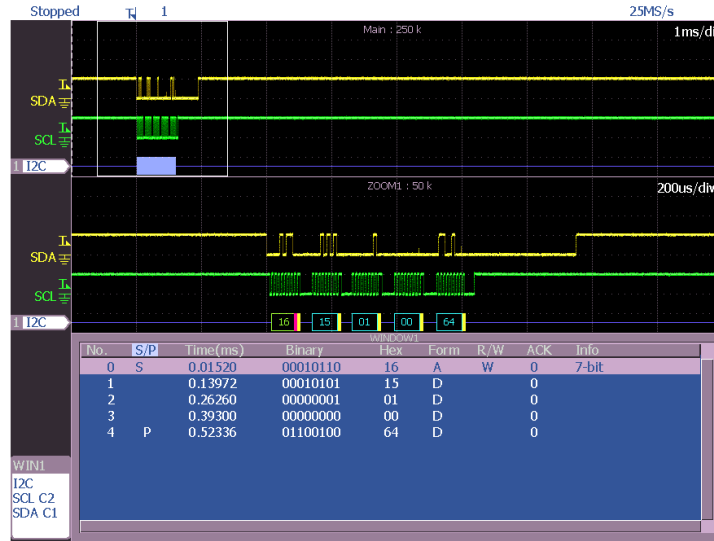 Stopped 1 25MS/s
Main : 250 k 1ms/di
SDA
SCL
1 I2C
ZOOM1 : 50 k 200us/div
SDA
SCL
1 I2C 16 15 01 00 64
WINDOW1
No. S/P Time(ms) Binary Hex Form R/W ACK Info
0 S 0.01520 00010110 16 A W 0 7-bit
1 0.13972 00010101 15 D 0
2 0.26260 00000001 01 D 0
3 0.39300 00000000 00 D 0
4 P 0.52336 01100100 64 D 0
WIN1
I2C
SCL C2
SDA C1